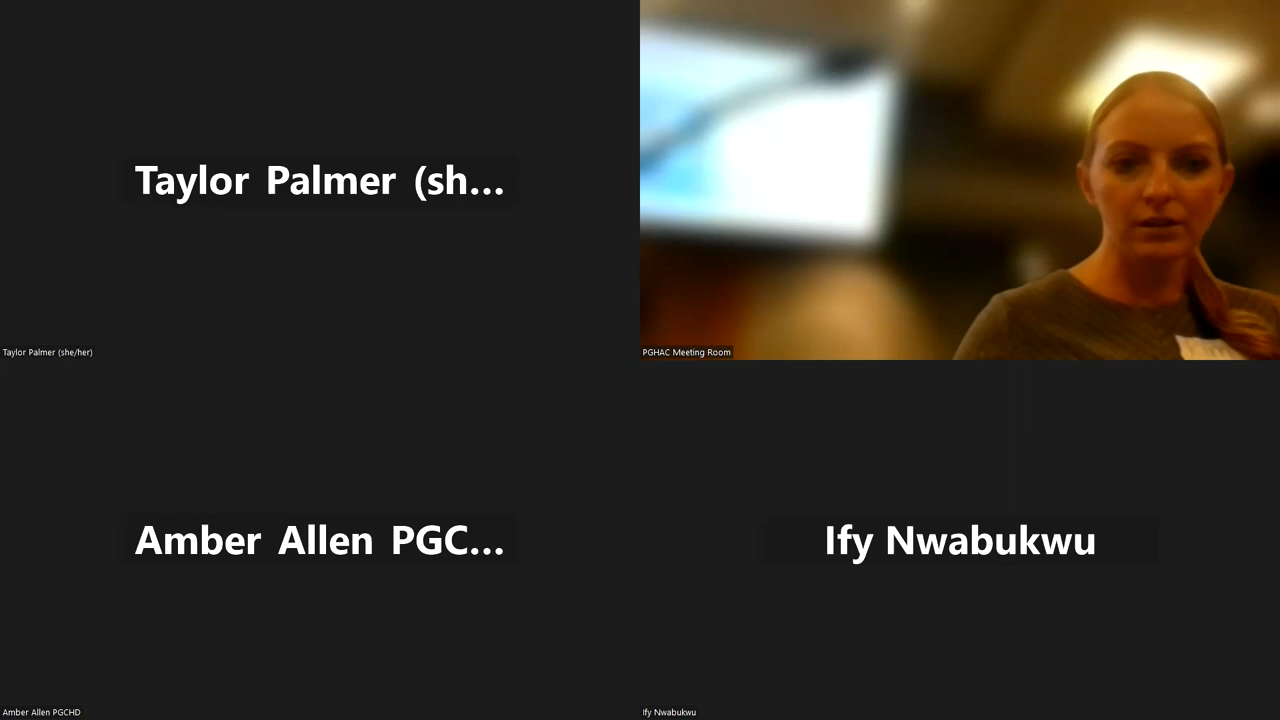 Taylor Palmer (sh...
Taylor Palmer (she/her)
PGHAC Meeting Room
Amber Allen PGC...
Ify Nwabukwu
Amber Allen PGCHD
Ify Nwabukwu